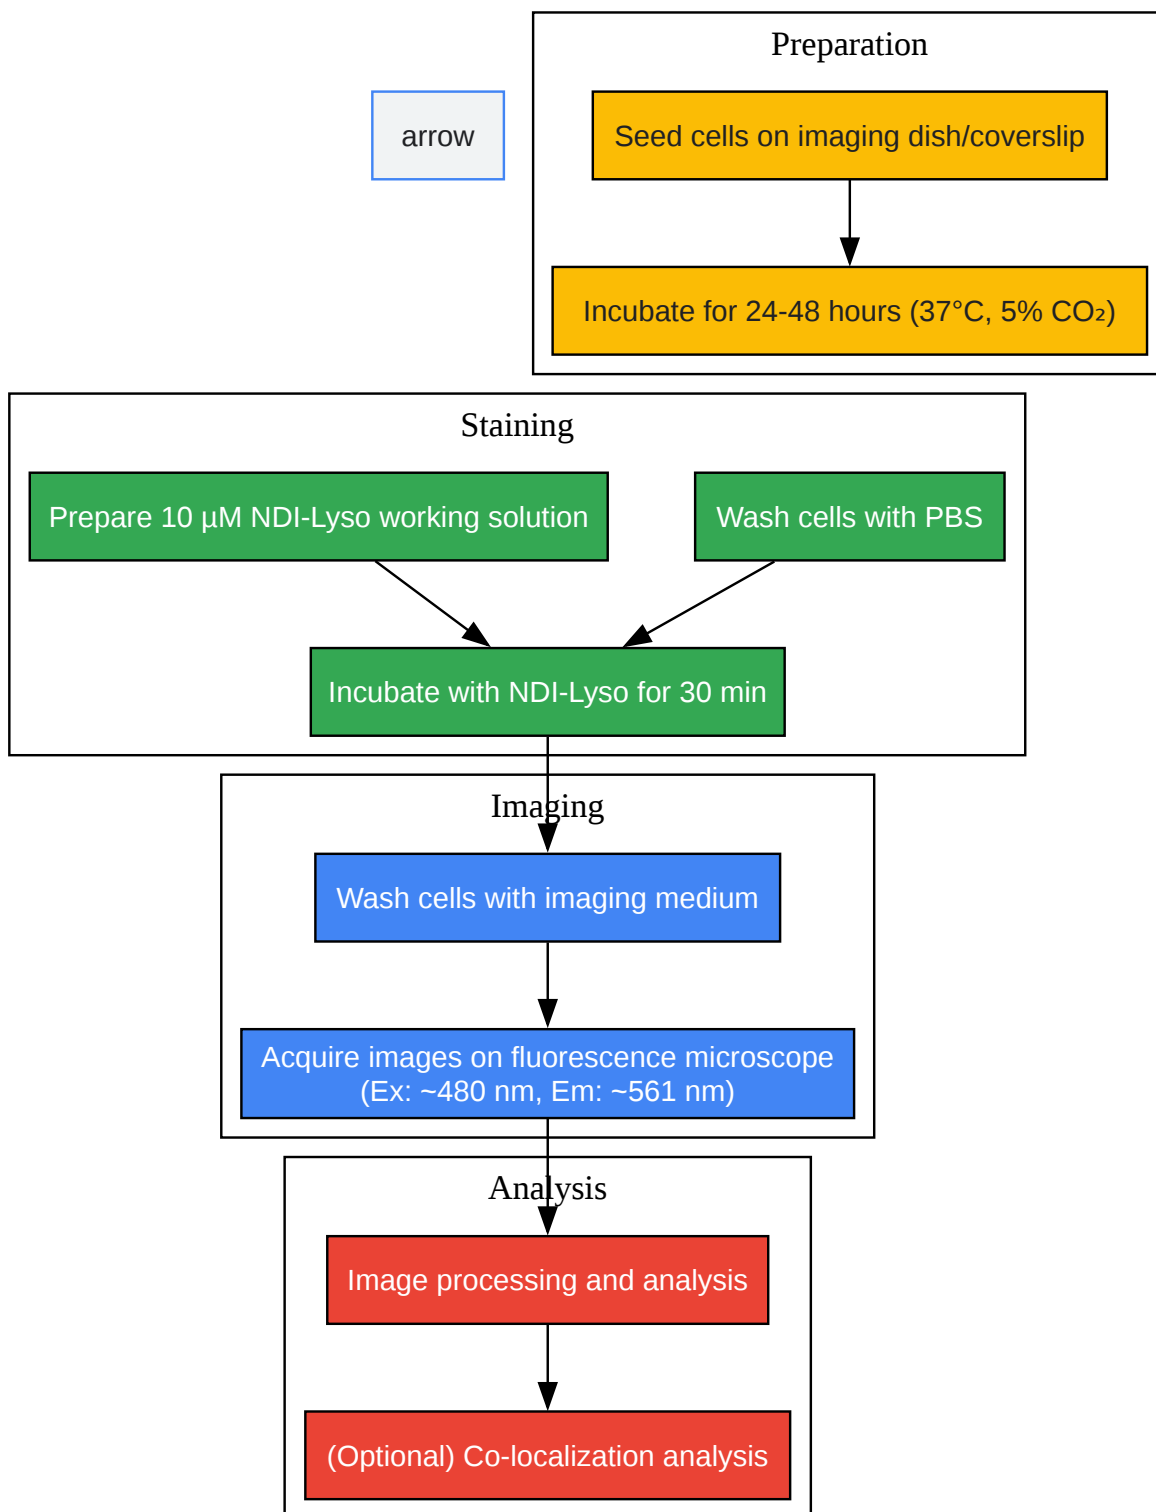 Preparation
arrow
Seed cells on imaging dish/coverslip
Incubate for 24-48 hours (37°C, 5% CO₂)
Staining
Prepare 10 µM NDI-Lyso working solution
Wash cells with PBS
Incubate with NDI-Lyso for 30 min
Imaging
Wash cells with imaging medium
Acquire images on fluorescence microscope
(Ex: ~480 nm, Em: ~561 nm)
Analysis
Image processing and analysis
(Optional) Co-localization analysis